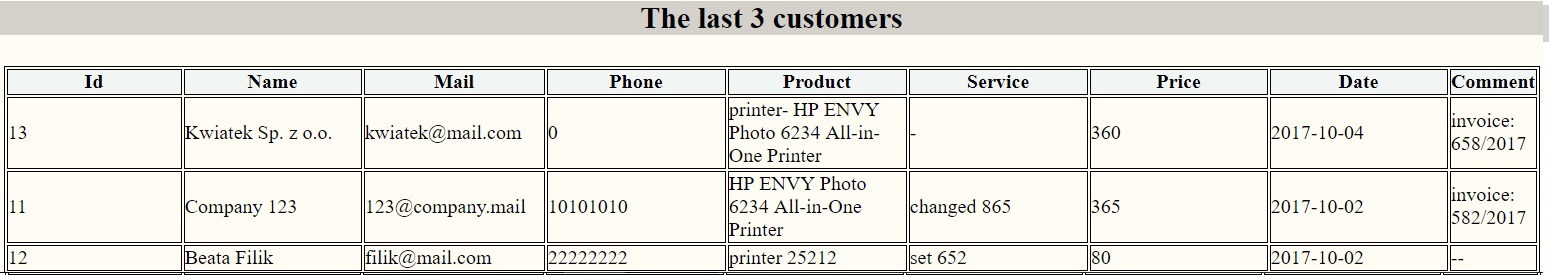 The last 3 customers
Id Name Mail Phone Product Service Price Date Comment
13 Kwiatek Sp. z o.o. kwiatek@mail.com 0 printer- HP ENVY Photo 6234 All-in-One Printer - 360 2017-10-04 invoice: 658/2017
11 Company 123 123@company.mail 10101010 HP ENVY Photo 6234 All-in-One Printer changed 865 365 2017-10-02 invoice: 582/2017
12 Beata Filik filik@mail.com 22222222 printer 25212 set 652 80 2017-10-02 --